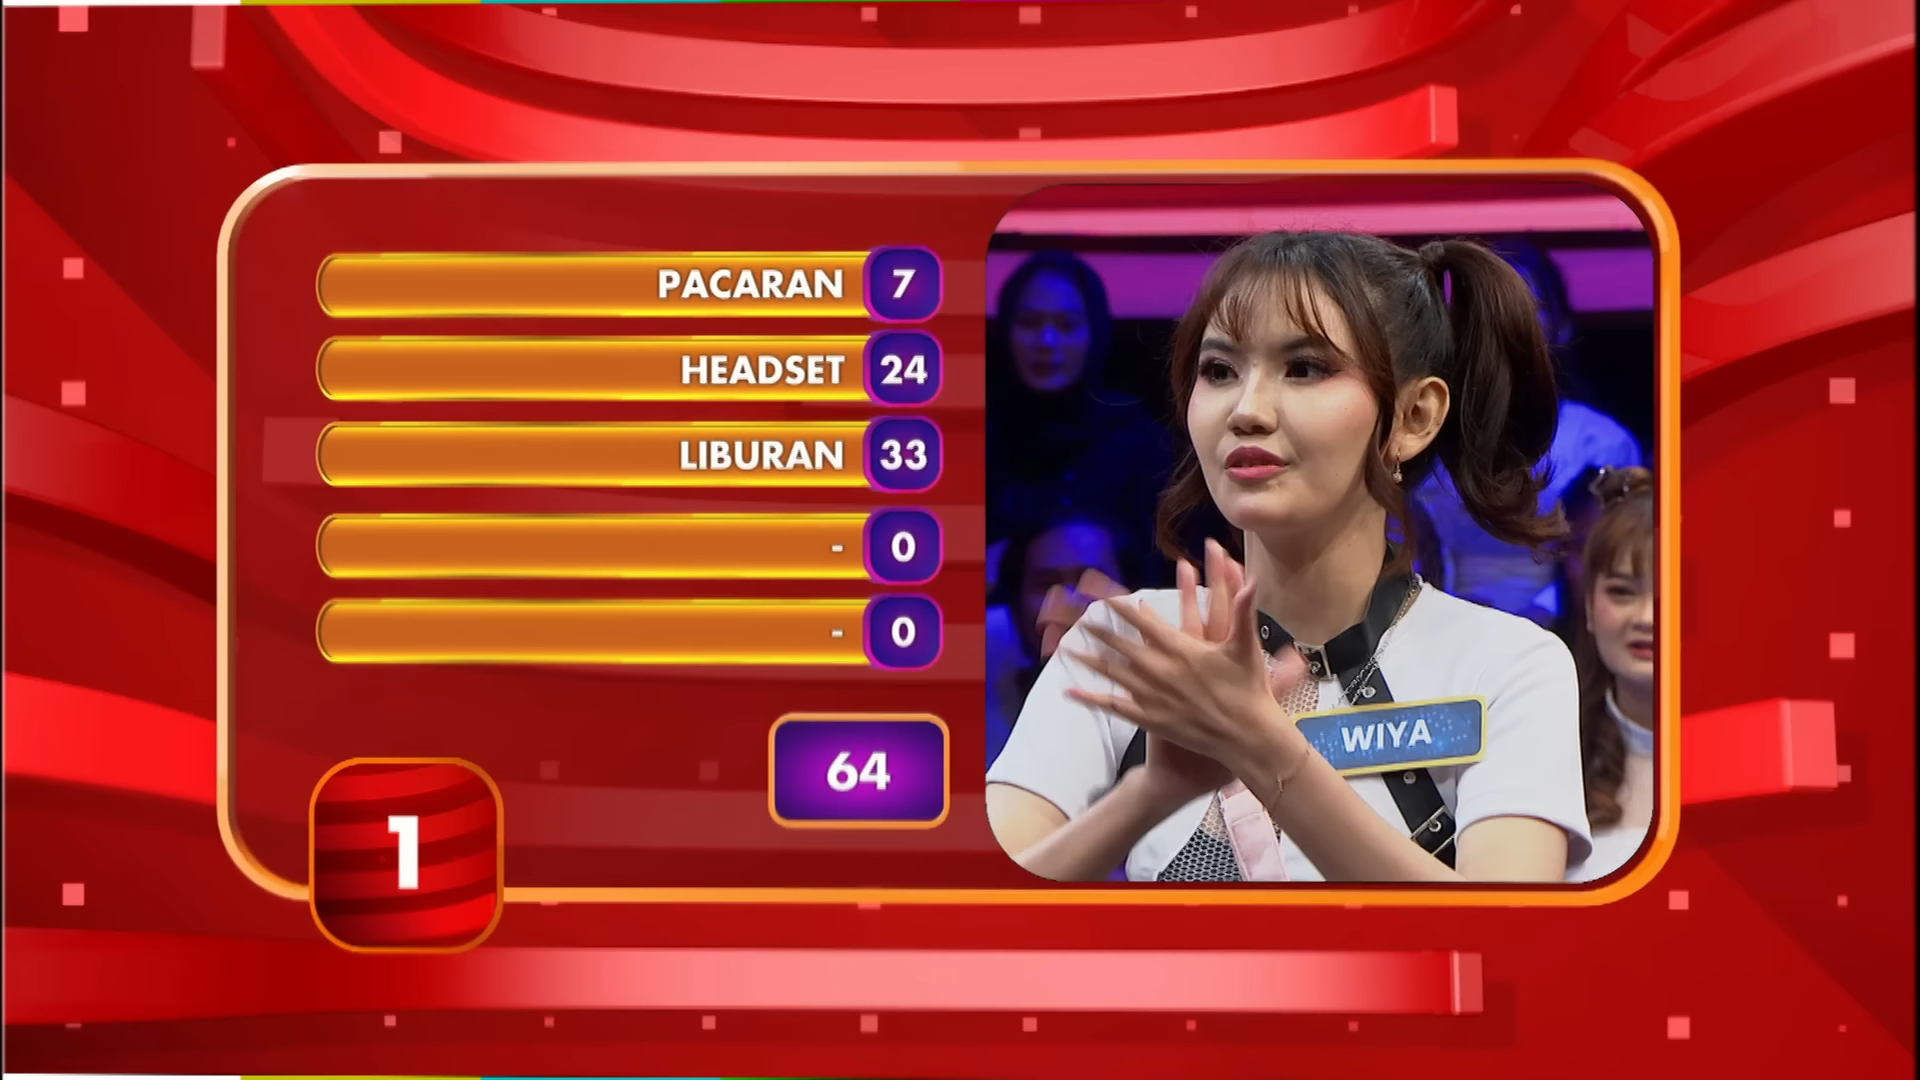 PACARAN 7
HEADSET 24
LIBURAN 33
- 0
- 0
64
1
WIYA